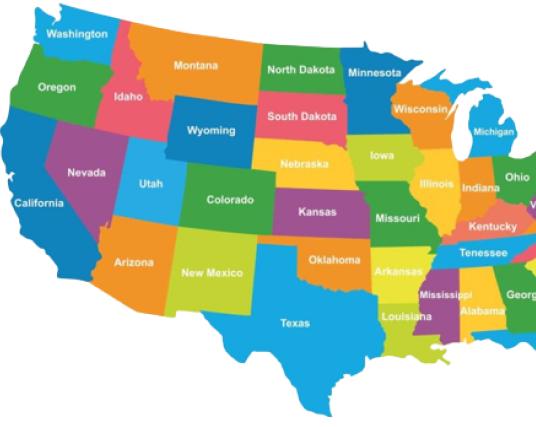 Washington
Montana
North Dakota
Minnesota
Oregon
Idaho
Wisconsin
South Dakota
Michigan
Wyoming
Iowa
Nebraska
Ohio
Nevada
Utah
Illinois
Indiana
California
Colorado
Kansas
Missouri
V
Kentucky
Tenessee
Arizona
New Mexico
Oklahoma
Arkansas
Mississippi
Georg
Alabama
Louisiana
Texas